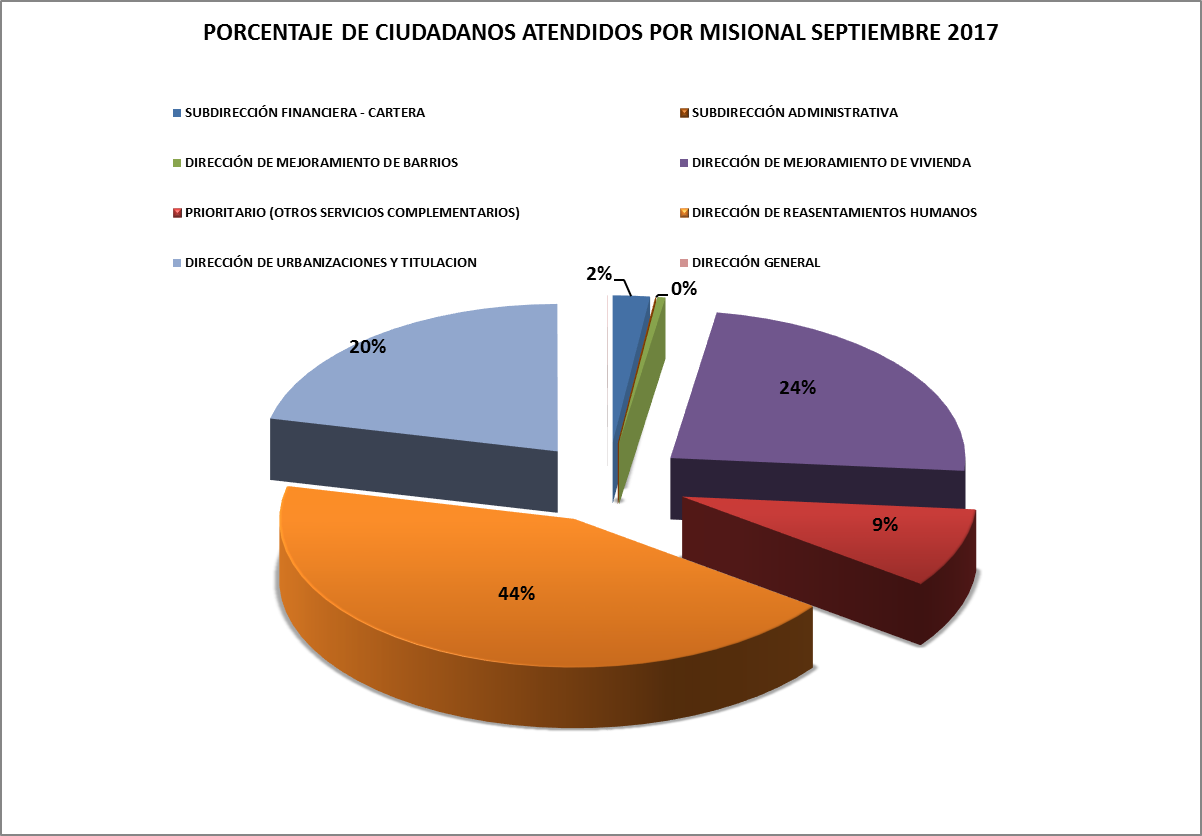 PORCENTAJE DE CIUDADANOS ATENDIDOS POR MISIONAL SEPTIEMBRE 2017
SUBDIRECCIÓN FINANCIERA - CARTERA
SUBDIRECCIÓN ADMINISTRATIVA
DIRECCIÓN DE MEJORAMIENTO DE BARRIOS
DIRECCIÓN DE MEJORAMIENTO DE VIVIENDA
PRIORITARIO (OTROS SERVICIOS COMPLEMENTARIOS)
DIRECCIÓN DE REASENTAMIENTOS HUMANOS
DIRECCIÓN DE URBANIZACIONES Y TITULACION
DIRECCIÓN GENERAL
2%
0%
20%
24%
9%
44%